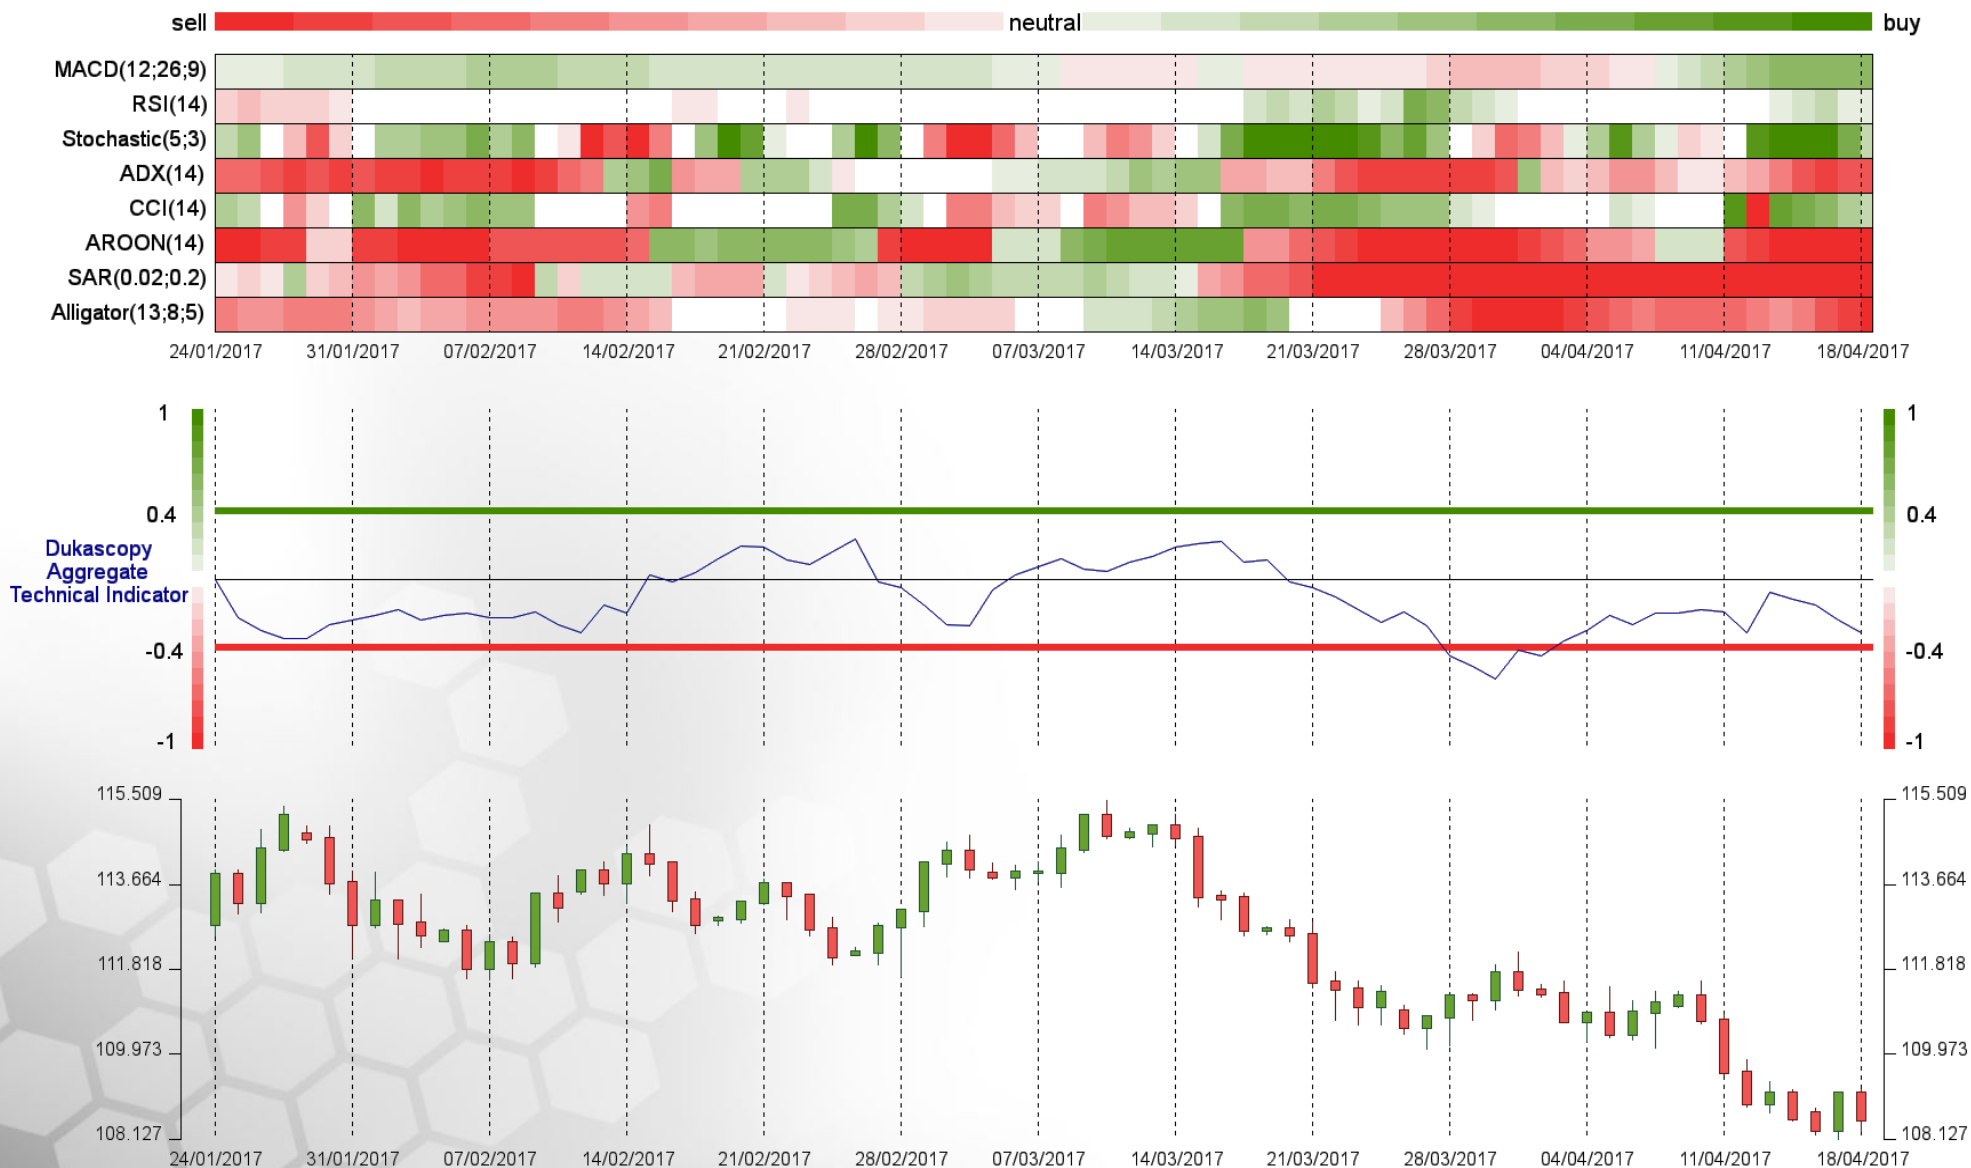 sell neutral buy
MACD(12;26;9)
RSI(14)
Stochastic(5;3)
ADX(14)
CCI(14)
AROON(14)
SAR(0.02;0.2)
Alligator(13;8;5)
24/01/2017 31/01/2017 07/02/2017 14/02/2017 21/02/2017 28/02/2017 07/03/2017 14/03/2017 21/03/2017 28/03/2017 04/04/2017 11/04/2017 18/04/2017
1 1
0.4 0.4
Dukascopy
Aggregate
Technical Indicator
-0.4 -0.4
-1 -1
115.509 115.509
113.664 113.664
111.818 111.818
109.973 109.973
108.127 108.127
24/01/2017 31/01/2017 07/02/2017 14/02/2017 21/02/2017 28/02/2017 07/03/2017 14/03/2017 21/03/2017 28/03/2017 04/04/2017 11/04/2017 18/04/2017